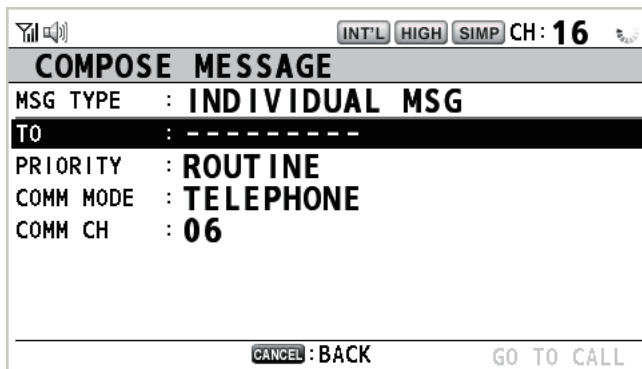 INT'L HIGH SIMP CH: 16
COMPOSE MESSAGE
MSG TYPE : INDIVIDUAL MSG
TO : ---------
PRIORITY : ROUTINE
COMM MODE : TELEPHONE
COMM CH : 06
CANCEL : BACK GO TO CALL